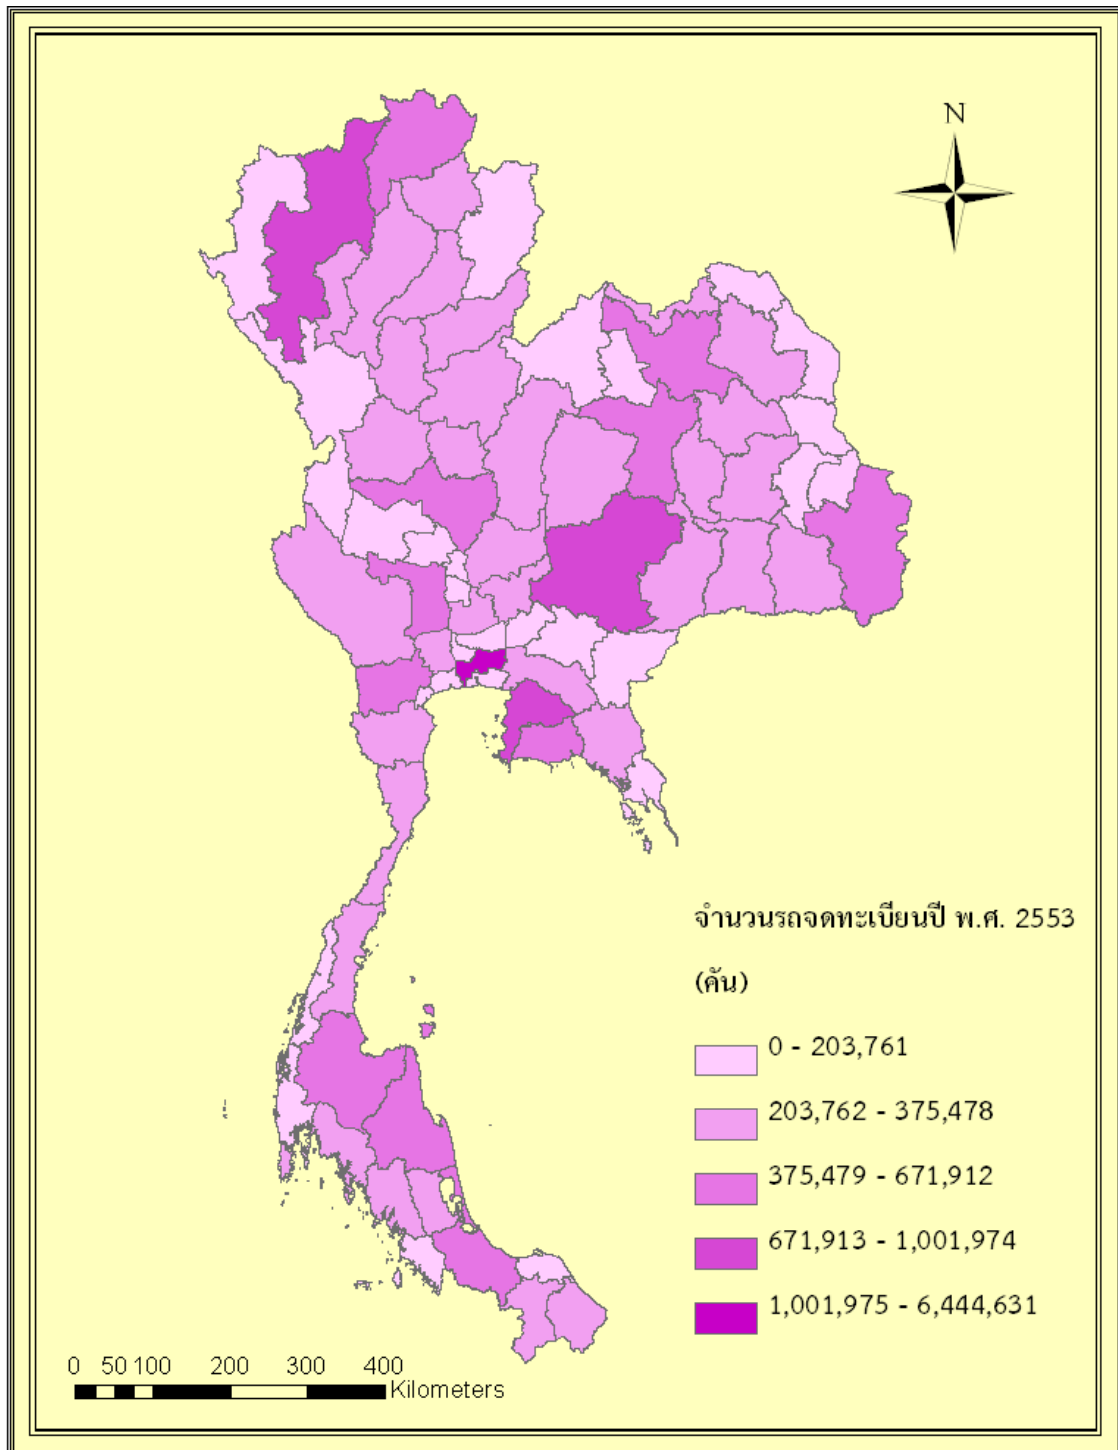 N
จำนวนรถจดทะเบียนปี พ.ศ. 2553
(คัน)
0 - 203,761
203,762 - 375,478
375,479 - 671,912
671,913 - 1,001,974
1,001,975 - 6,444,631
0 50 100 200 300 400
Kilometers